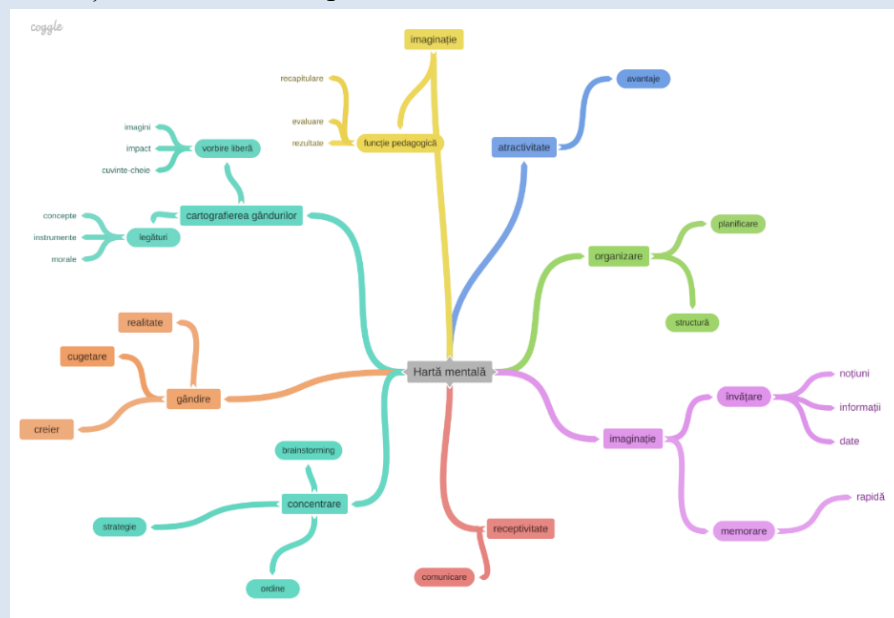 coggle
imaginație
recapitulare
evaluare
rezultate
funcție pedagogică
avantaje
atractivitate
imagini
impact
cuvinte-cheie
vorbire liberă
cartografierea gândurilor
concepte
instrumente
morale
legături
planificare
organizare
structură
realitate
cugetare
creier
gândire
Hartă mentală
noțiuni
învățare
informații
date
imaginație
rapidă
memorare
brainstorming
concentrare
strategie
ordine
receptivitate
comunicare